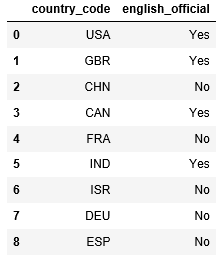 country_code english_official
0 USA Yes
1 GBR Yes
2 CHN No
3 CAN Yes
4 FRA No
5 IND Yes
6 ISR No
7 DEU No
8 ESP No